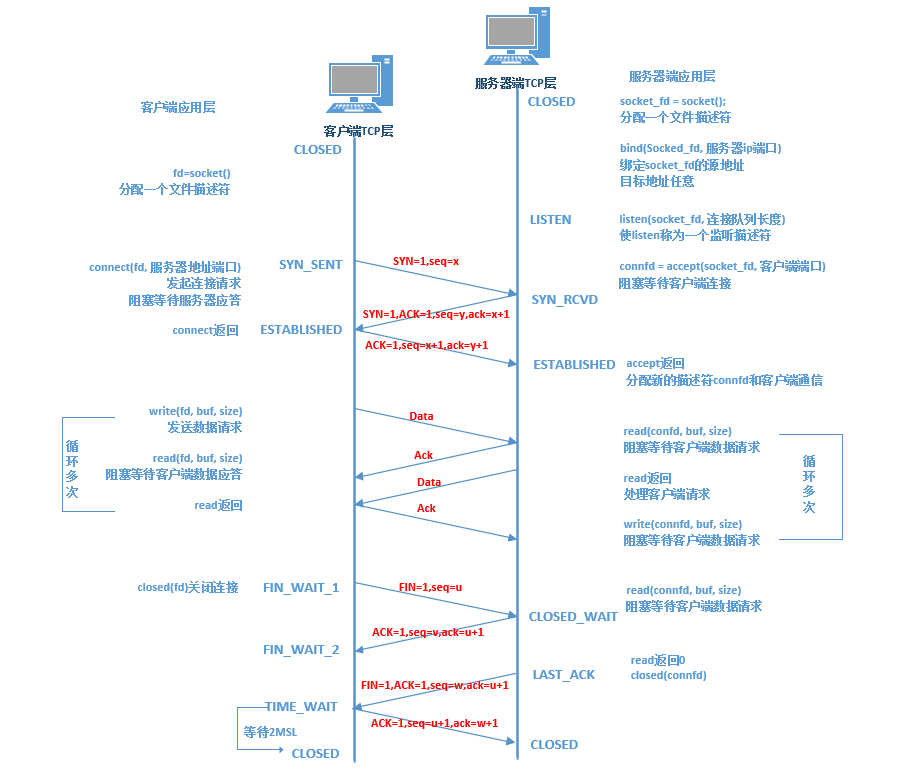 服务器端TCP层
服务器端应用层
客户端应用层
客户端TCP层
CLOSED
socket_fd = socket();
分配一个文件描述符
CLOSED
bind(Socked_fd, 服务器ip端口)
绑定socket_fd的源地址
目标地址任意
fd=socket()
分配一个文件描述符
LISTEN
listen(socket_fd, 连接队列长度)
使listen称为一个监听描述符
connect(fd, 服务器地址端口)
发起连接请求
阻塞等待服务器应答
SYN_SENT
SYN=1,seq=x
connfd = accept(socket_fd, 客户端端口)
阻塞等待客户端连接
SYN_RCVD
SYN=1,ACK=1,seq=y,ack=x+1
connect返回
ESTABLISHED
ACK=1,seq=x+1,ack=y+1
ESTABLISHED
accept返回
分配新的描述符connfd和客户端通信
write(fd, buf, size)
发送数据请求
Data
read(confd, buf, size)
阻塞等待客户端数据请求
循环多次
read(fd, buf, size)
阻塞等待客户端数据应答
Ack
Data
read返回
处理客户端请求
循环多次
read返回
Ack
write(connfd, buf, size)
阻塞等待客户端数据请求
closed(fd)关闭连接
FIN_WAIT_1
FIN=1,seq=u
read(connfd, buf, size)
阻塞等待客户端数据请求
CLOSED_WAIT
ACK=1,seq=v,ack=u+1
FIN_WAIT_2
LAST_ACK
read返回0
closed(connfd)
FIN=1,ACK=1,seq=w,ack=u+1
TIME_WAIT
ACK=1,seq=u+1,ack=w+1
等待2MSL
CLOSED
CLOSED